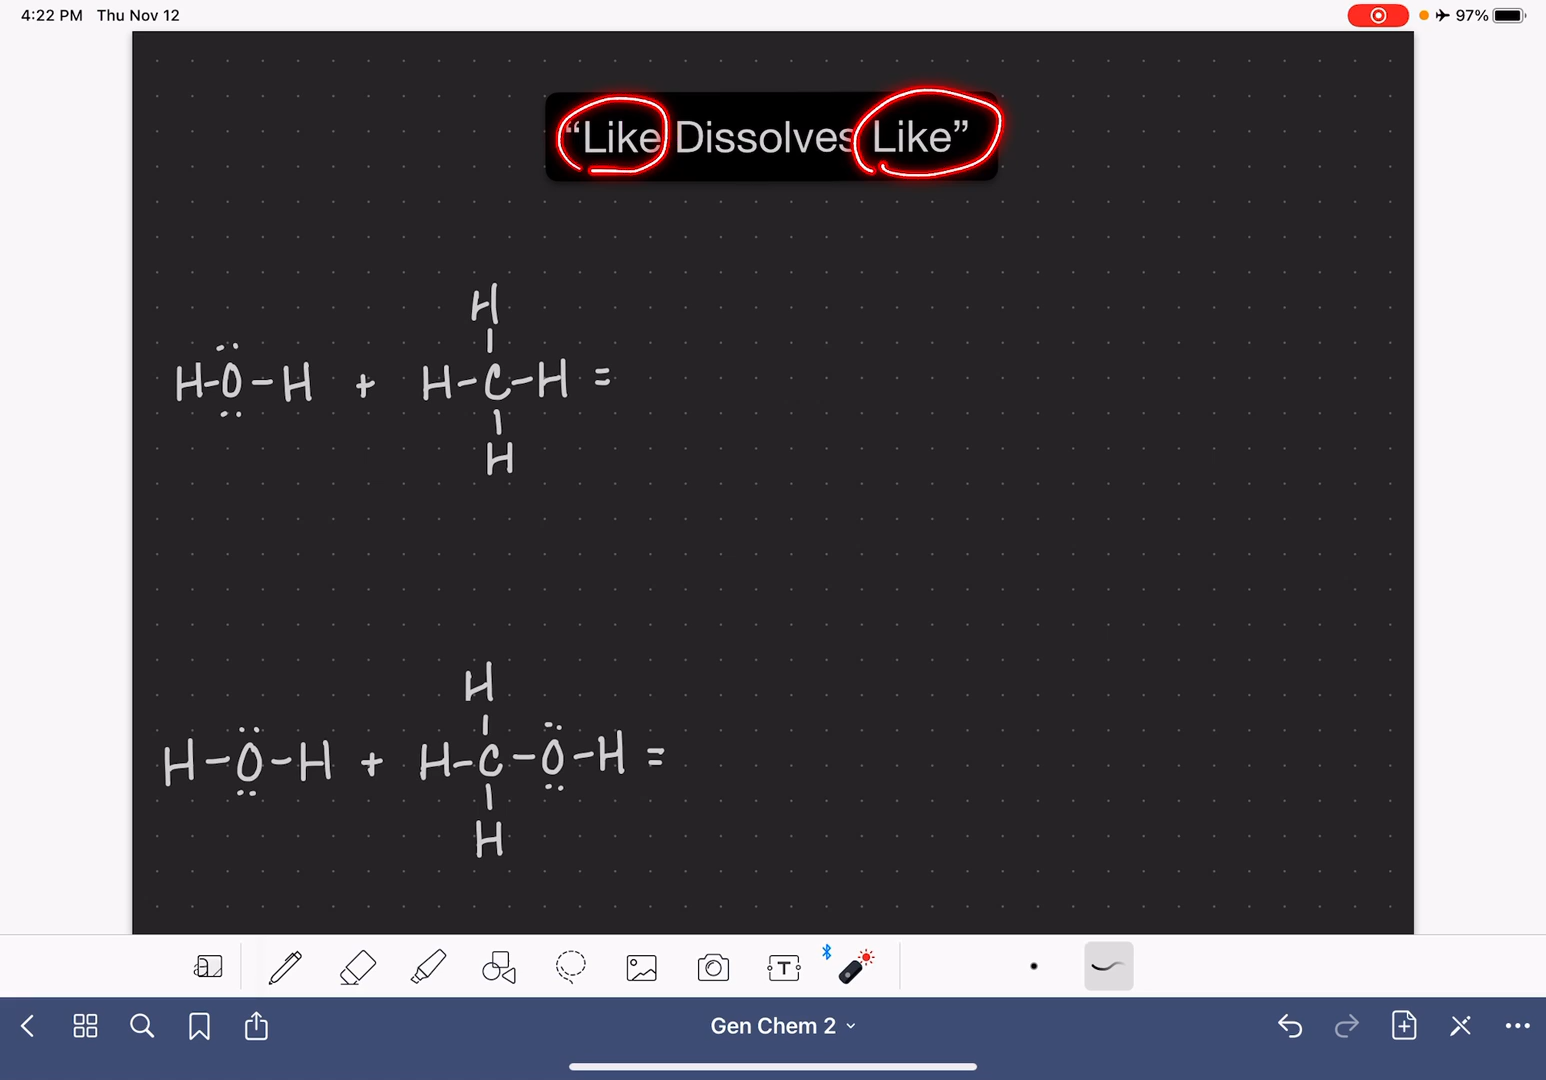 4:22 PM Thu Nov 12
97%
“Like Dissolves Like”
H
H-O-H + H-C-H =
H
H
H-O-H + H-C-O-H =
H
T
Gen Chem 2